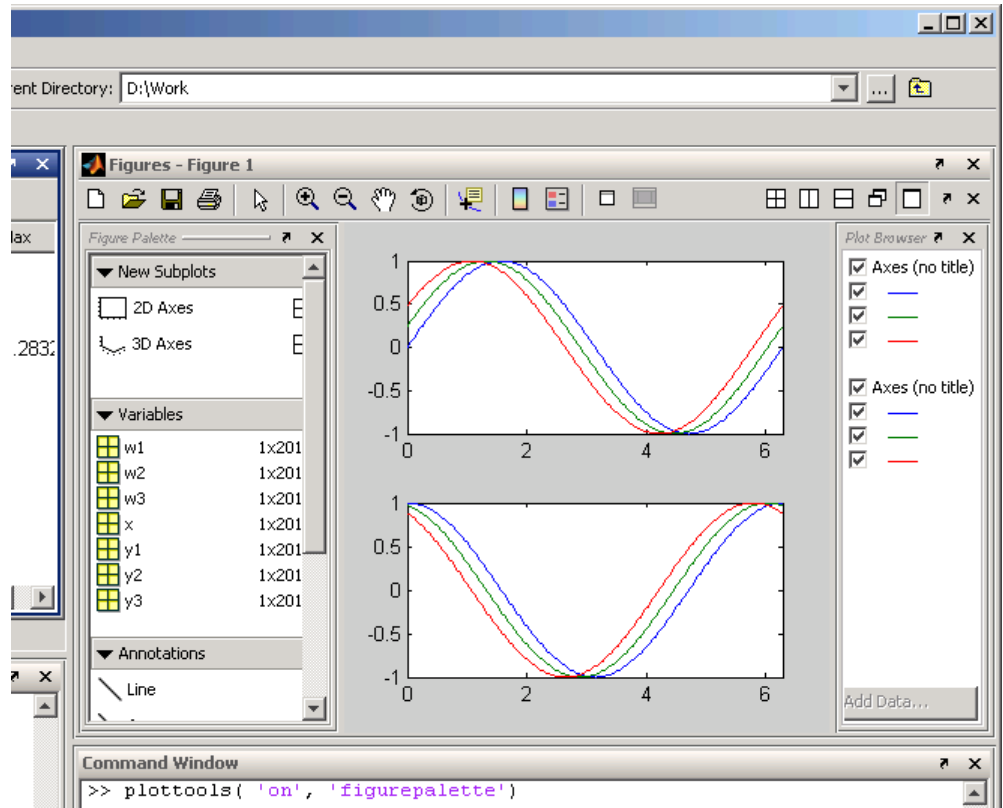 rent Directory: D:\Work
...
Figures - Figure 1
Figure Palette
Plot Browser
New Subplots
2D Axes
3D Axes
Variables
w1 1x201
w2 1x201
w3 1x201
x 1x201
y1 1x201
y2 1x201
y3 1x201
Annotations
Line
1
0.5
0
-0.5
-1
0 2 4 6
1
0.5
0
-0.5
-1
0 2 4 6
Axes (no title)
Axes (no title)
Add Data...
.2832
Command Window
>> plottools( 'on', 'figurepalette')